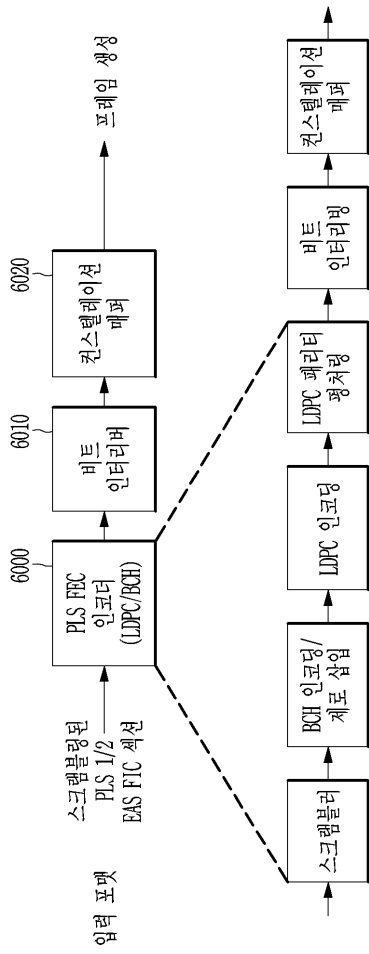 입력 포맷
스크램블링된
PLS 1/2
EAS FIC 섹션
6000
PLS FEC
인코더
(LDPC/BCH)
6010
비트
인터리버
6020
컨스텔레이션
매퍼
프레임 생성
스크램블러
BCH 인코딩/
제로 삽입
LDPC 인코딩
LDPC 패리티
펑처링
비트
인터리빙
컨스텔레이션
매퍼